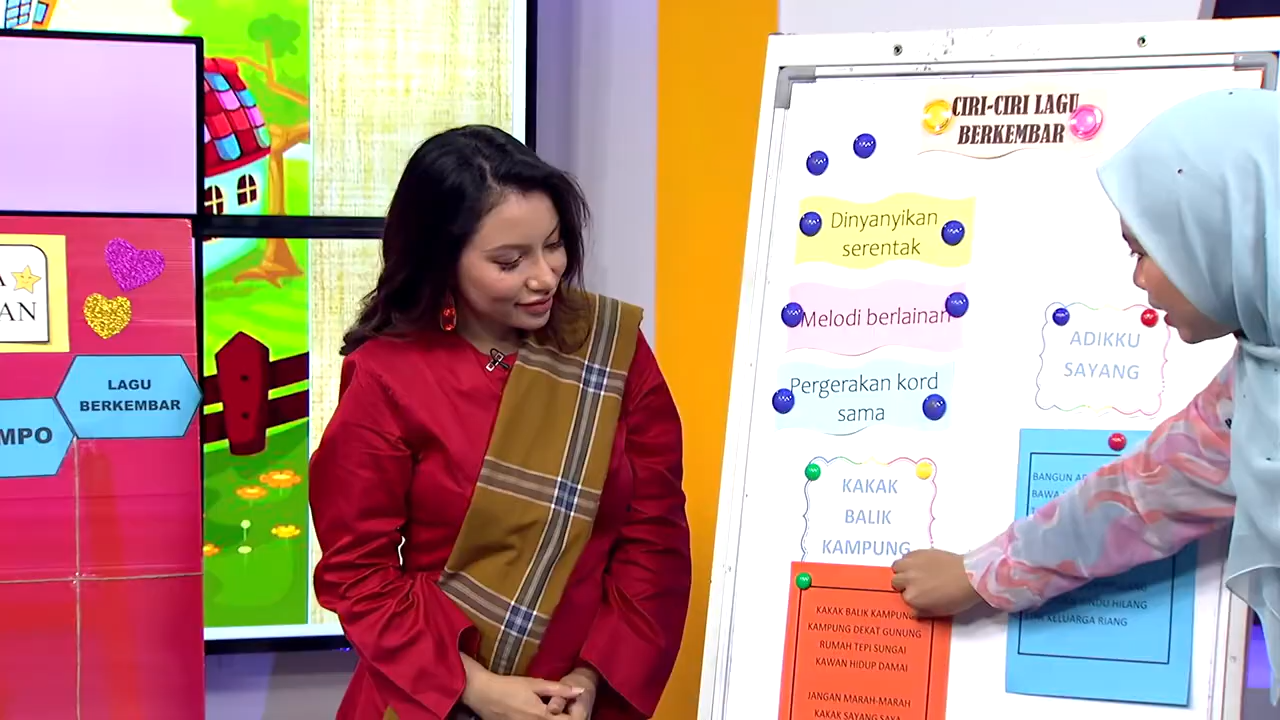 AN
LAGU
BERKEMBAR
MPO
CIRI-CIRI LAGU
BERKEMBAR
Dinyanyikan
serentak
Melodi berlainan
Pergerakan kord
sama
KAKAK
BALIK
KAMPUNG
KAKAK BALIK KAMPUNG
KAMPUNG DEKAT GUNUNG
RUMAH TEPI SUNGAI
KAWAN HIDUP DAMAI
JANGAN MARAH-MARAH
KAKAK SAYANG SAYA
ADIKKU
SAYANG
BANGUN
BAWA
HILANG
KELUARGA RIANG